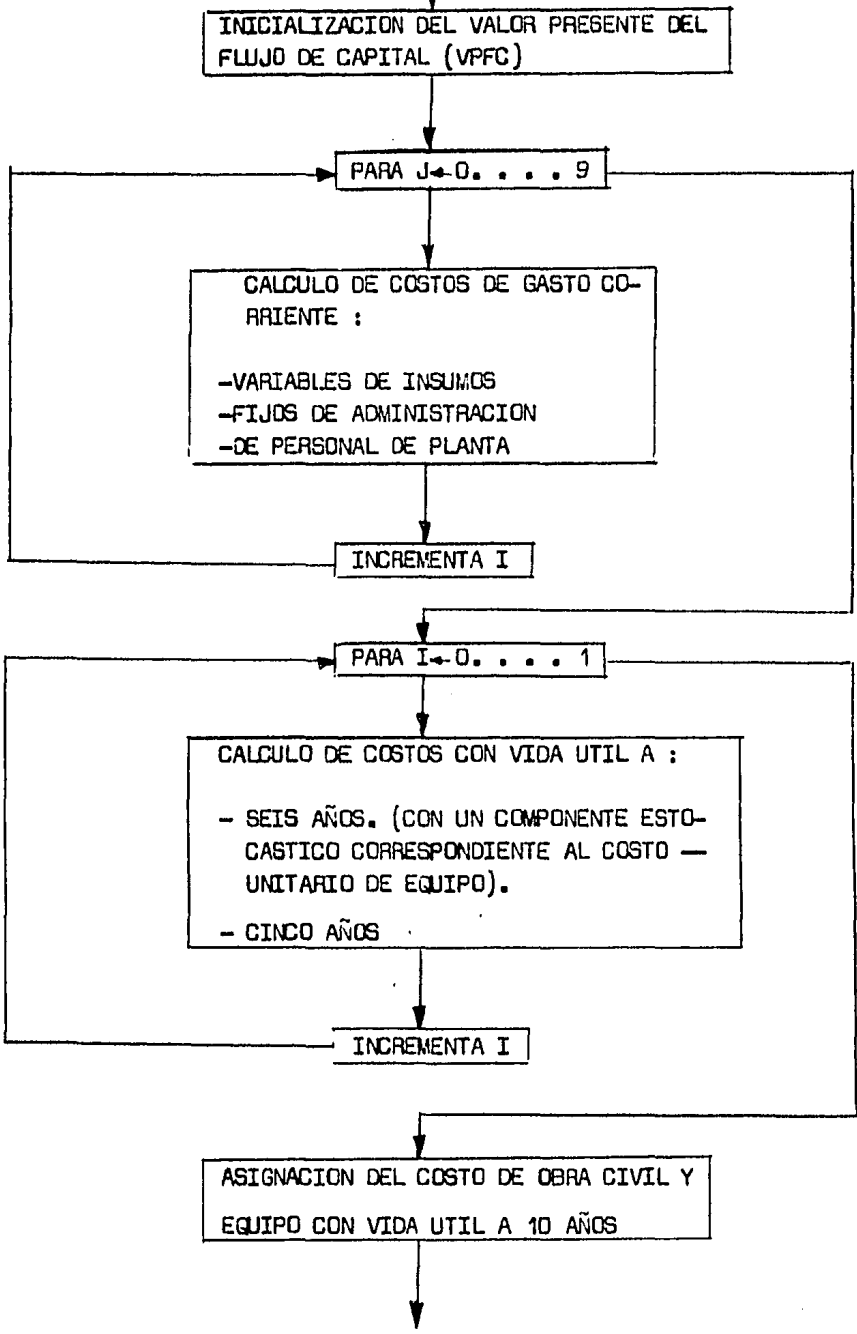 INICIALIZACION DEL VALOR PRESENTE DEL
FLUJO DE CAPITAL (VPFC)
PARA J←0. . . . 9
CALCULO DE COSTOS DE GASTO CO-
RRIENTE :
-VARIABLES DE INSUMOS
-FIJOS DE ADMINISTRACION
-DE PERSONAL DE PLANTA
INCREMENTA I
PARA I←0. . . . 1
CALCULO DE COSTOS CON VIDA UTIL A :
- SEIS AÑOS. (CON UN COMPONENTE ESTO-
CASTICO CORRESPONDIENTE AL COSTO —
UNITARIO DE EQUIPO).
- CINCO AÑOS
INCREMENTA I
ASIGNACION DEL COSTO DE OBRA CIVIL Y
EQUIPO CON VIDA UTIL A 10 AÑOS